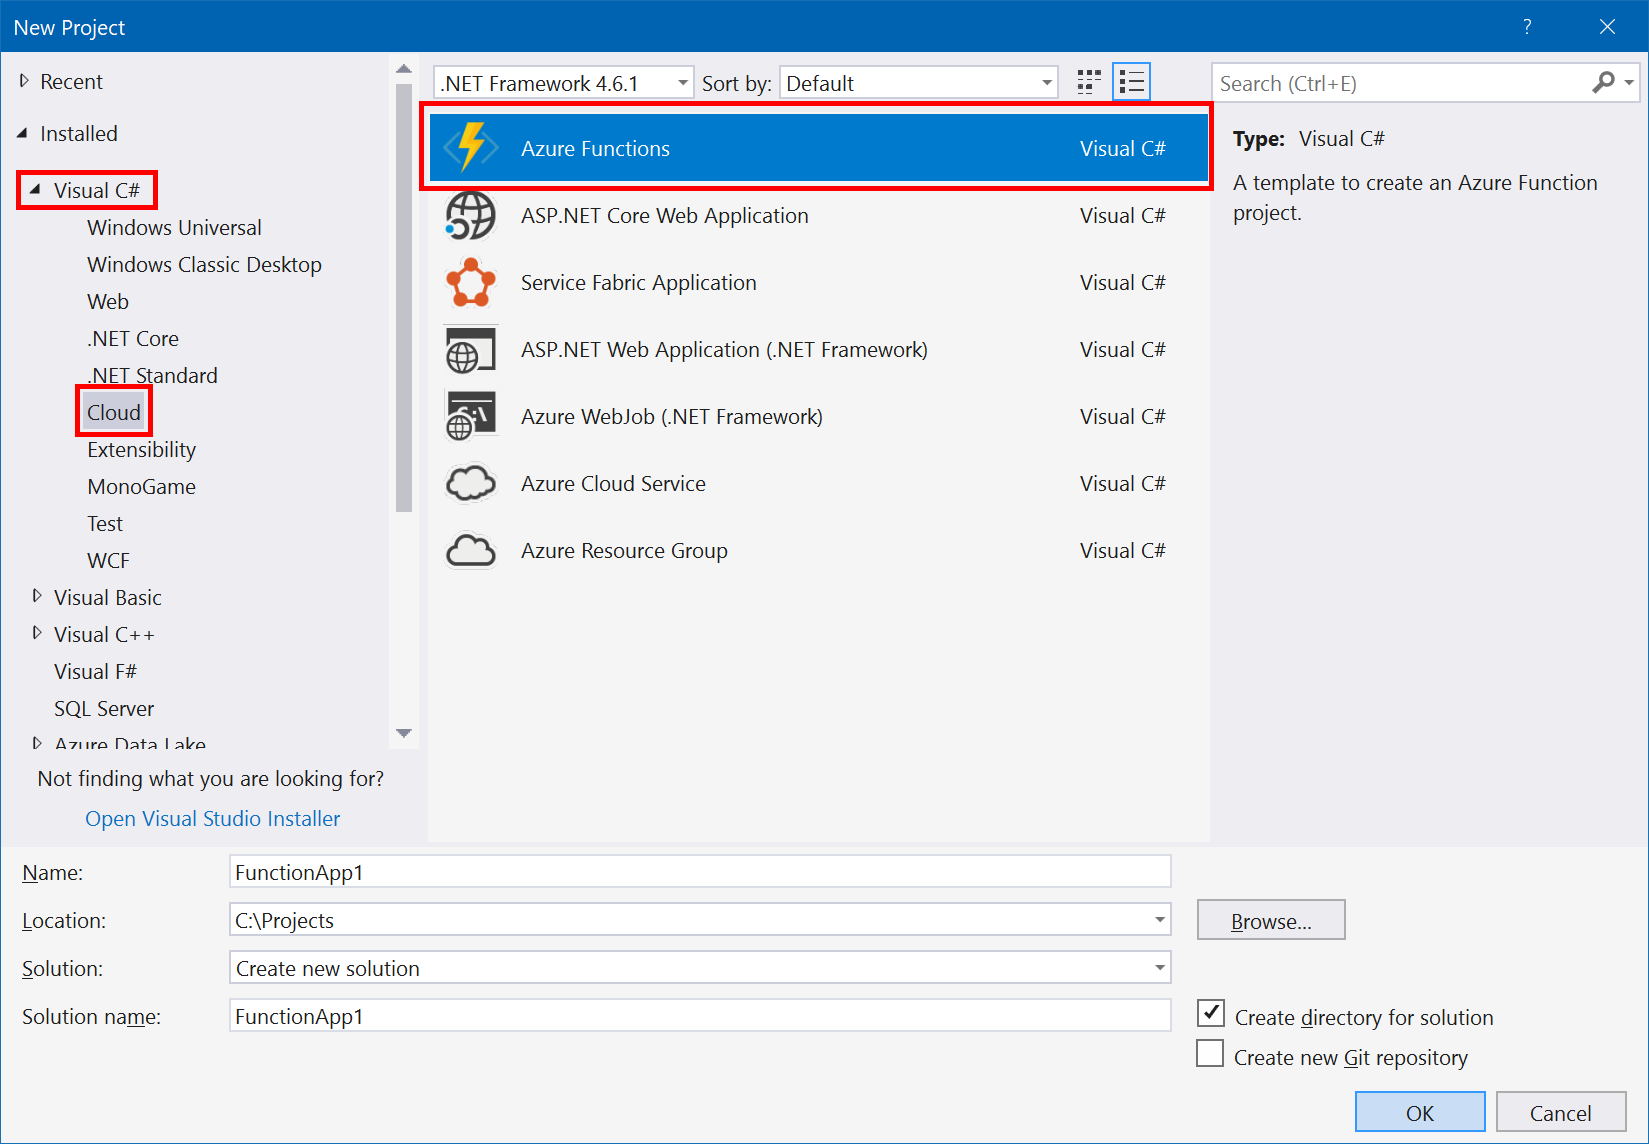 New Project
?
Recent
Installed
Visual C#
Windows Universal
Windows Classic Desktop
Web
.NET Core
.NET Standard
Cloud
Extensibility
MonoGame
Test
WCF
Visual Basic
Visual C++
Visual F#
SQL Server
Azure Data Lake
Not finding what you are looking for?
Open Visual Studio Installer
.NET Framework 4.6.1 Sort by: Default
Azure Functions Visual C#
ASP.NET Core Web Application Visual C#
Service Fabric Application Visual C#
ASP.NET Web Application (.NET Framework) Visual C#
Azure WebJob (.NET Framework) Visual C#
Azure Cloud Service Visual C#
Azure Resource Group Visual C#
Search (Ctrl+E)
Type: Visual C#
A template to create an Azure Function
project.
Name: FunctionApp1
Location: C:\Projects Browse...
Solution: Create new solution
Solution name: FunctionApp1
Create directory for solution
Create new Git repository
OK Cancel